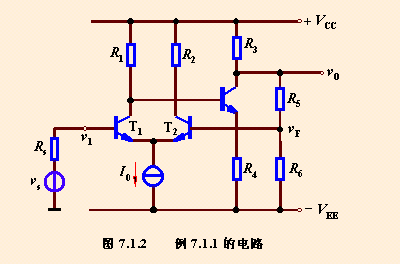 + V_CC
R_1
R_2
R_3
v_O
T_1
T_2
R_5
v_I
v_F
R_s
I_0
v_s
R_4
R_6
− V_EE
图 7.1.2 例 7.1.1 的电路